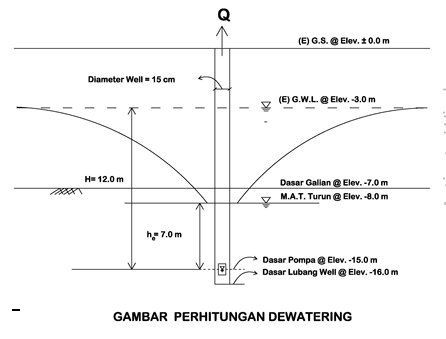 Q
(E) G.S. @ Elev. ± 0.0 m
Diameter Well = 15 cm
(E) G.W.L. @ Elev. -3.0 m
H= 12.0 m
Dasar Galian @ Elev. -7.0 m
M.A.T. Turun @ Elev. -8.0 m
he= 7.0 m
Dasar Pompa @ Elev. -15.0 m
Dasar Lubang Well @ Elev. -16.0 m
GAMBAR PERHITUNGAN DEWATERING